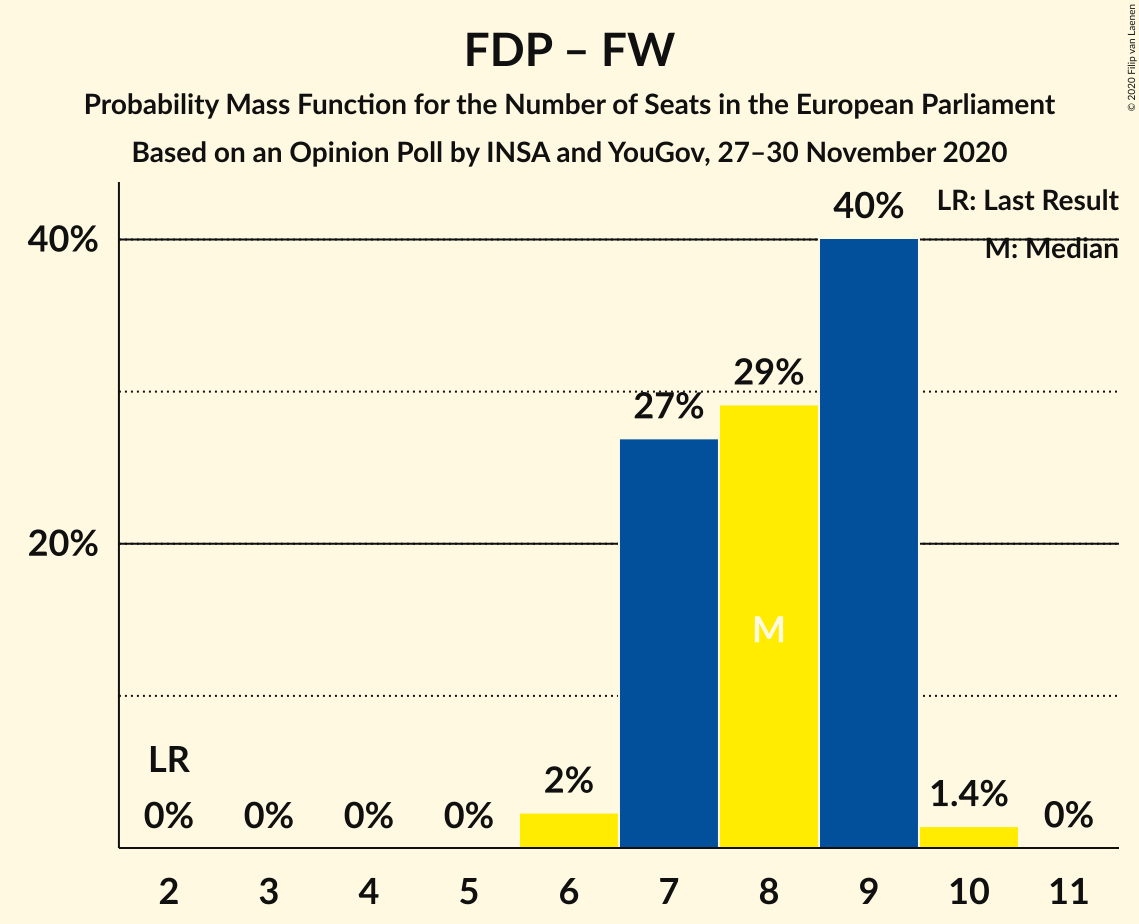 FDP – FW
Probability Mass Function for the Number of Seats in the European Parliament
Based on an Opinion Poll by INSA and YouGov, 27–30 November 2020
© 2020 Filip van Laenen
LR: Last Result
M: Median
40%
20%
LR
0%
0%
0%
0%
2%
27%
29%
M
40%
1.4%
0%
2 3 4 5 6 7 8 9 10 11